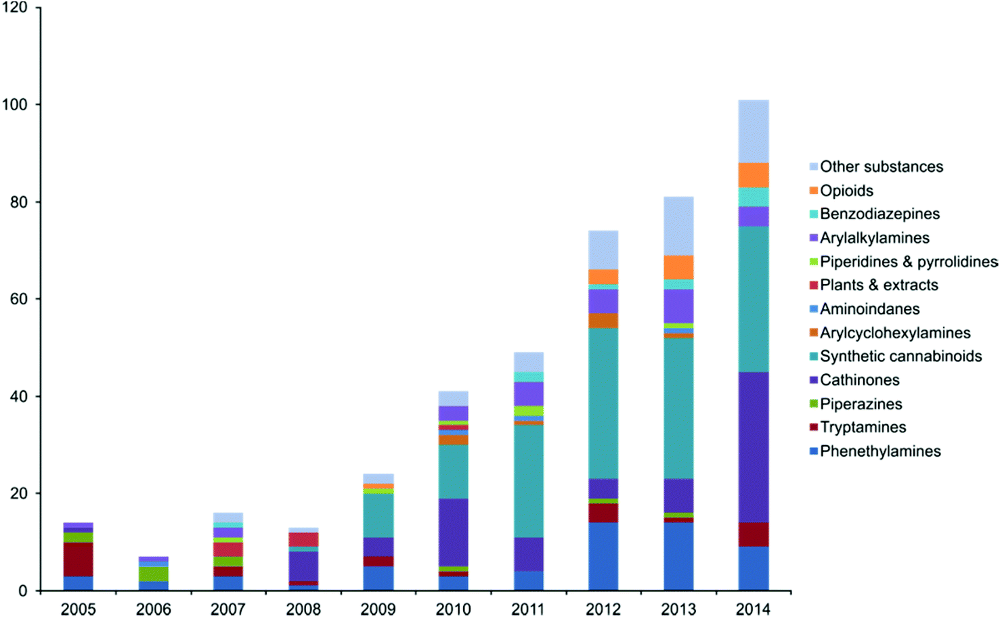 120
100
80
60
40
20
0
2005 2006 2007 2008 2009 2010 2011 2012 2013 2014
Other substances
Opioids
Benzodiazepines
Arylalkylamines
Piperidines & pyrrolidines
Plants & extracts
Aminoindanes
Arylcyclohexylamines
Synthetic cannabinoids
Cathinones
Piperazines
Tryptamines
Phenethylamines